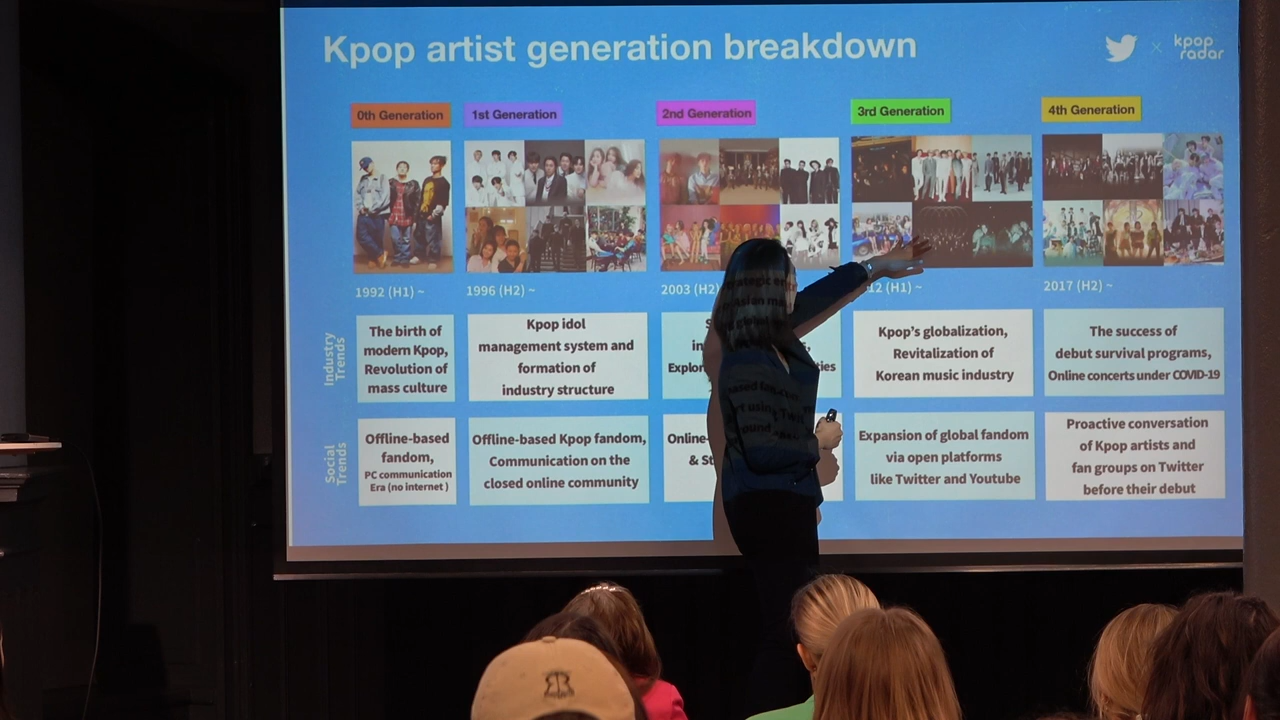 Kpop artist generation breakdown
×
kpop
radar
0th Generation
1st Generation
2nd Generation
3rd Generation
4th Generation
1992 (H1) ~
1996 (H2) ~
2003 (H2)
12 (H1) ~
2017 (H2) ~
Industry
Trends
The birth of
modern Kpop,
Revolution of
mass culture
Kpop idol
management system and
formation of
industry structure
Kpop's globalization,
Revitalization of
Korean music industry
The success of
debut survival programs,
Online concerts under COVID-19
Social
Trends
Offline-based
fandom,
PC communication
Era (no internet )
Offline-based Kpop fandom,
Communication on the
closed online community
Online-
& St
Expansion of global fandom
via open platforms
like Twitter and Youtube
Proactive conversation
of Kpop artists and
fan groups on Twitter
before their debut